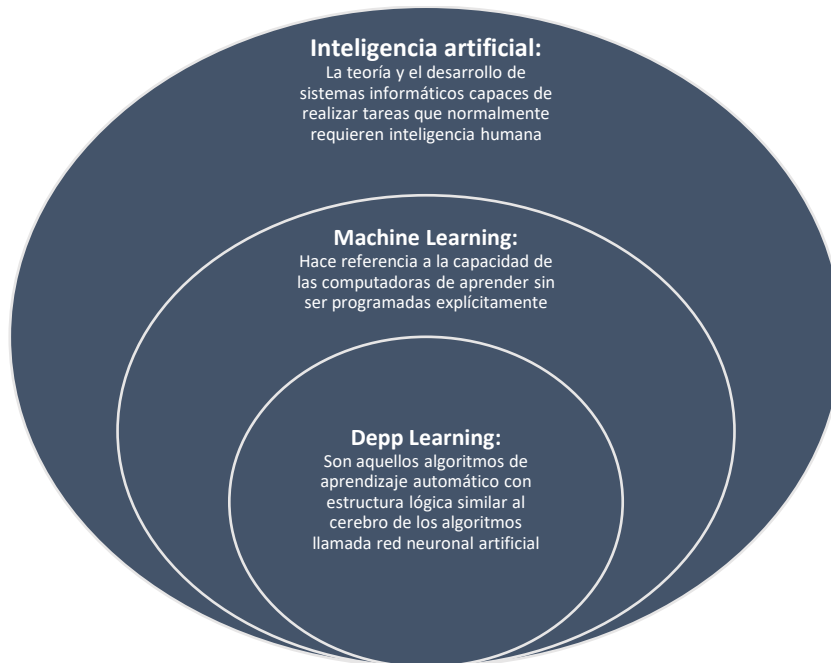 Inteligencia artificial:
La teoría y el desarrollo de
sistemas informáticos capaces de
realizar tareas que normalmente
requieren inteligencia humana
Machine Learning:
Hace referencia a la capacidad de
las computadoras de aprender sin
ser programadas explícitamente
Depp Learning:
Son aquellos algoritmos de
aprendizaje automático con
estructura lógica similar al
cerebro de los algoritmos
llamada red neuronal artificial